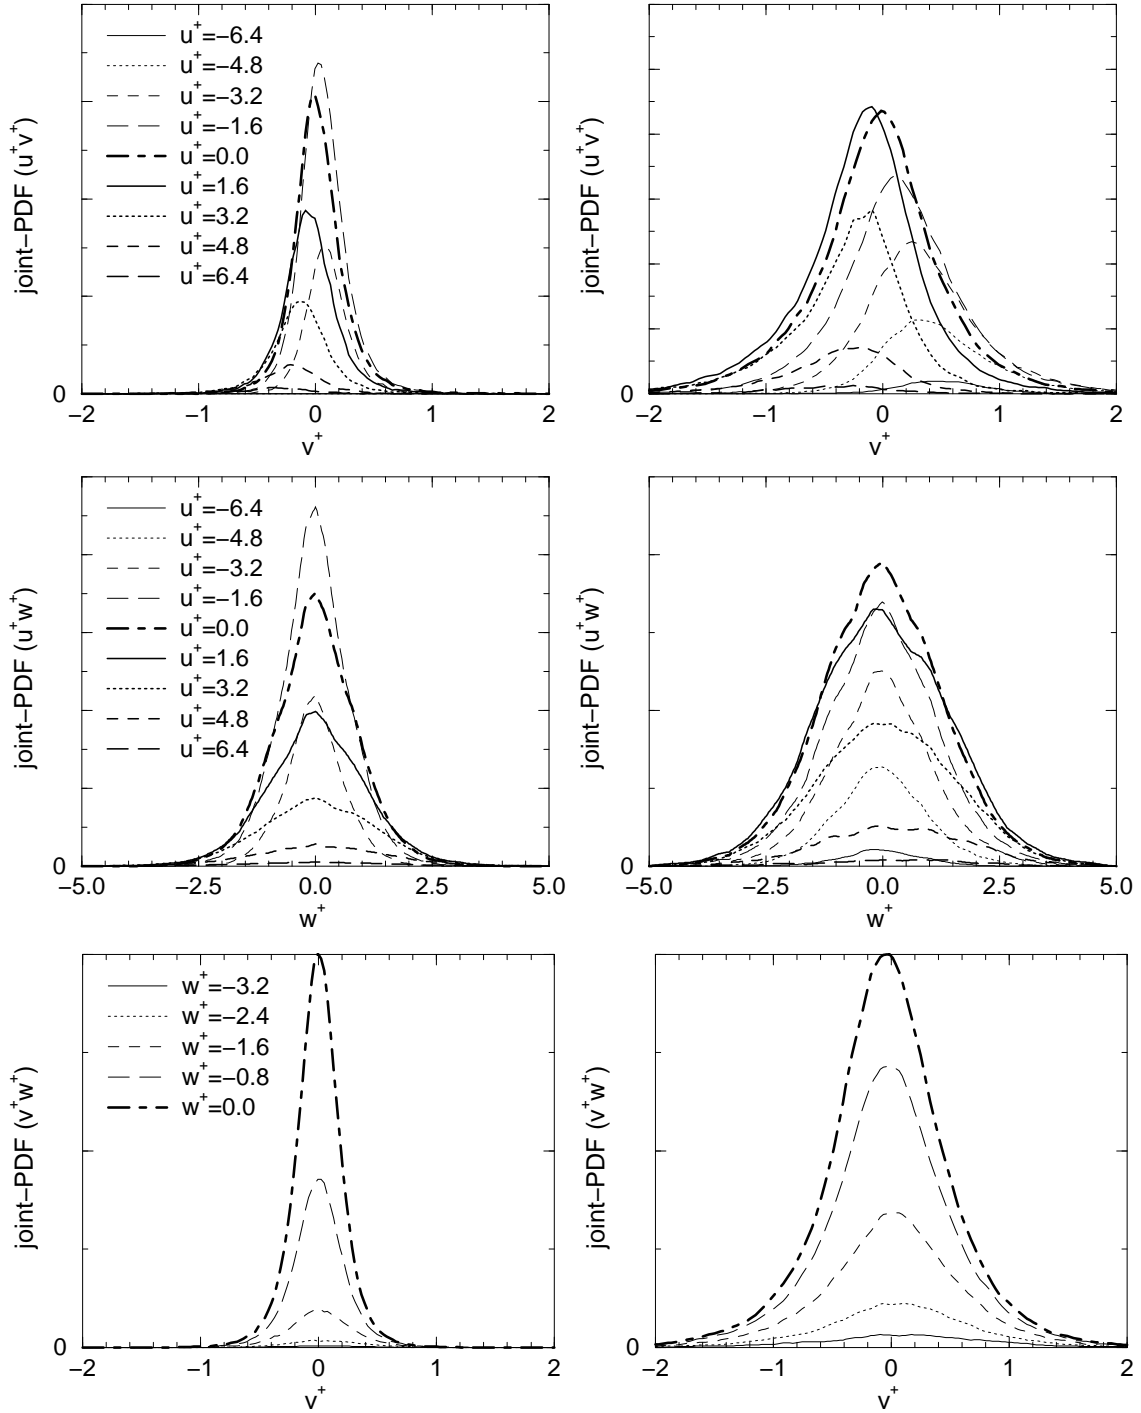 joint–PDF (u⁺v⁺)
u⁺=−6.4
u⁺=−4.8
u⁺=−3.2
u⁺=−1.6
u⁺=0.0
u⁺=1.6
u⁺=3.2
u⁺=4.8
u⁺=6.4
0
−2 −1 0 1 2
v⁺
joint–PDF (u⁺v⁺)
0
−2 −1 0 1 2
v⁺
joint–PDF (u⁺w⁺)
u⁺=−6.4
u⁺=−4.8
u⁺=−3.2
u⁺=−1.6
u⁺=0.0
u⁺=1.6
u⁺=3.2
u⁺=4.8
u⁺=6.4
0
−5.0 −2.5 0.0 2.5 5.0
w⁺
joint–PDF (u⁺w⁺)
0
−5.0 −2.5 0.0 2.5 5.0
w⁺
joint–PDF (v⁺w⁺)
w⁺=−3.2
w⁺=−2.4
w⁺=−1.6
w⁺=−0.8
w⁺=0.0
0
−2 −1 0 1 2
v⁺
joint–PDF (v⁺w⁺)
0
−2 −1 0 1 2
v⁺